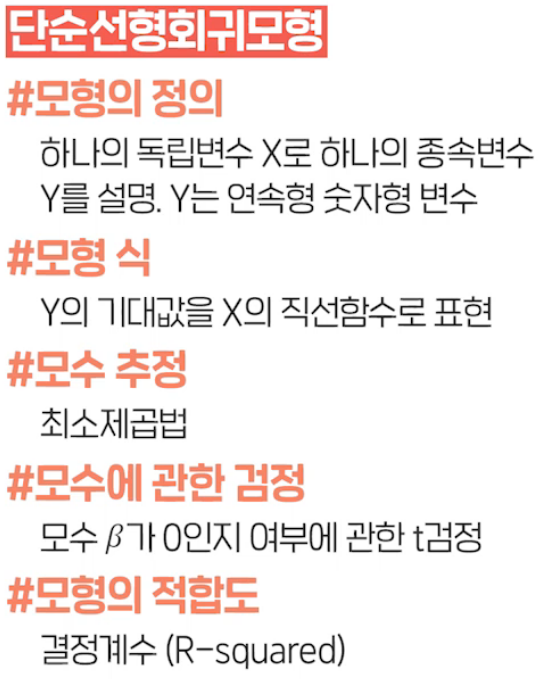 단순선형회귀모형
#모형의 정의
하나의 독립변수 X로 하나의 종속변수
Y를 설명. Y는 연속형 숫자형 변수
#모형 식
Y의 기대값을 X의 직선함수로 표현
#모수 추정
최소제곱법
#모수에 관한 검정
모수 β가 0인지 여부에 관한 t검정
#모형의 적합도
결정계수 (R-squared)